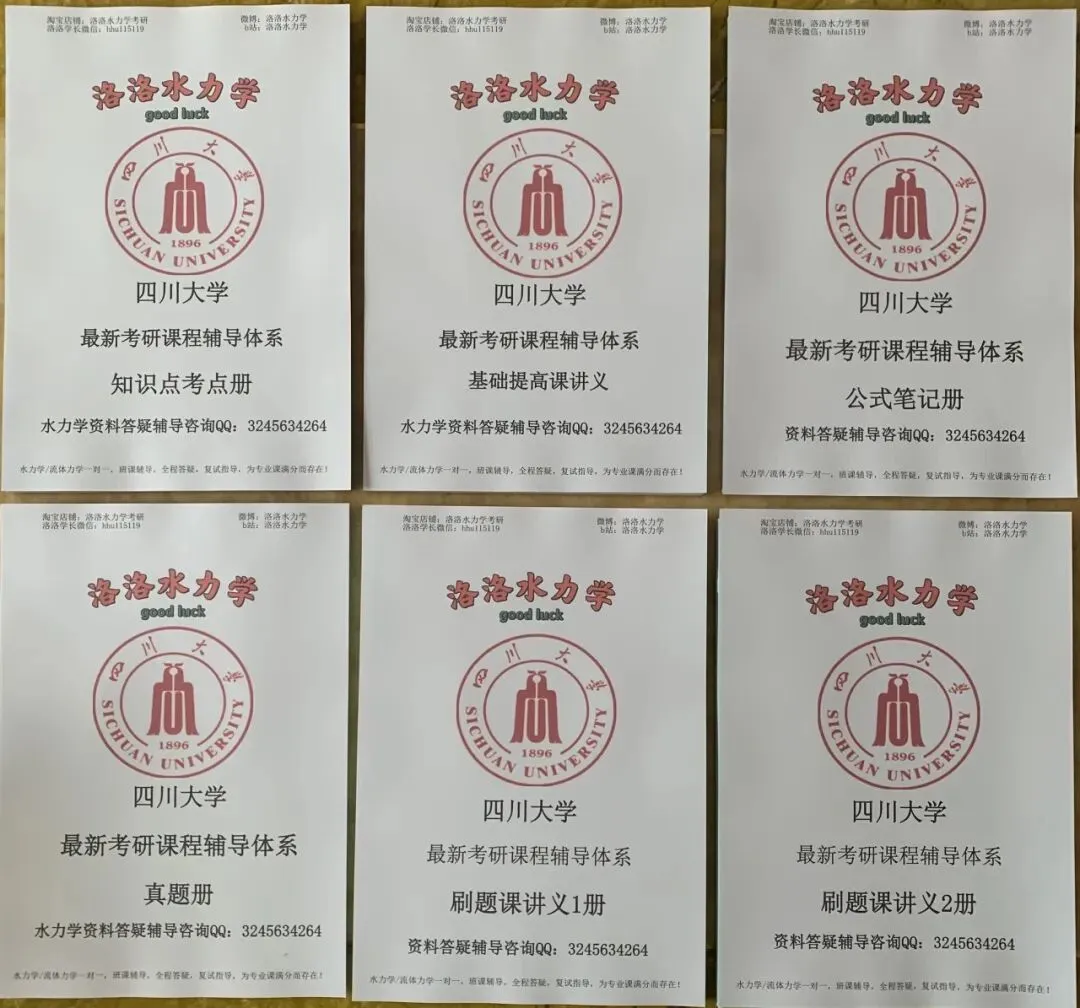 淘宝店铺：洛洛水力学考研
洛洛学长微信：hhu115119
微博：洛洛水力学
b站：洛洛水力学
洛洛水力学
good luck
四川大学
SICHUAN UNIVERSITY
1896
四川大学
最新考研课程辅导体系
知识点考点册
水力学资料答疑辅导咨询QQ：3245634264
水力学/流体力学一对一，班课辅导，全程答疑，复试指导，为专业课满分而存在！
淘宝店铺：洛洛水力学考研
洛洛学长微信：hhu115119
微博：洛洛水力学
b站：洛洛水力学
洛洛水力学
good luck
四川大学
SICHUAN UNIVERSITY
1896
四川大学
最新考研课程辅导体系
基础提高课讲义
水力学资料答疑辅导咨询QQ：3245634264
水力学/流体力学一对一，班课辅导，全程答疑，复试指导，为专业课满分而存在！
淘宝店铺：洛洛水力学考研
洛洛学长微信：hhu115119
微博：洛洛水力学
b站：洛洛水力学
洛洛水力学
good luck
四川大学
SICHUAN UNIVERSITY
1896
四川大学
最新考研课程辅导体系
公式笔记册
资料答疑辅导咨询QQ：3245634264
水力学/流体力学一对一，班课辅导，全程答疑，复试指导，为专业课满分而存在！
淘宝店铺：洛洛水力学考研
洛洛学长微信：hhu115119
微博：洛洛水力学
b站：洛洛水力学
洛洛水力学
good luck
四川大学
SICHUAN UNIVERSITY
1896
四川大学
最新考研课程辅导体系
真题册
水力学资料答疑辅导咨询QQ：3245634264
水力学/流体力学一对一，班课辅导，全程答疑，复试指导，为专业课满分而存在！
淘宝店铺：洛洛水力学考研
洛洛学长微信：hhu115119
微博：洛洛水力学
b站：洛洛水力学
洛洛水力学
good luck
四川大学
SICHUAN UNIVERSITY
1896
四川大学
最新考研课程辅导体系
刷题课讲义1册
资料答疑辅导咨询QQ：3245634264
水力学/流体力学一对一，班课辅导，全程答疑，复试指导，为专业课满分而存在！
淘宝店铺：洛洛水力学考研
洛洛学长微信：hhu115119
微博：洛洛水力学
b站：洛洛水力学
洛洛水力学
good luck
四川大学
SICHUAN UNIVERSITY
1896
四川大学
最新考研课程辅导体系
刷题课讲义2册
资料答疑辅导咨询QQ：3245634264
水力学/流体力学一对一，班课辅导，全程答疑，复试指导，为专业课满分而存在！